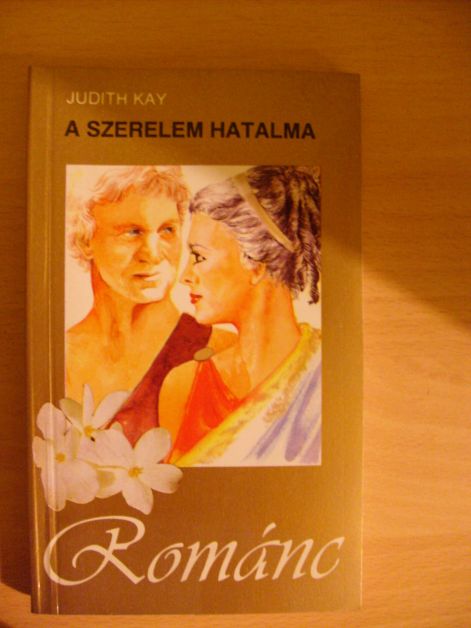 JUDITH KAY
A SZERELEM HATALMA
Románc